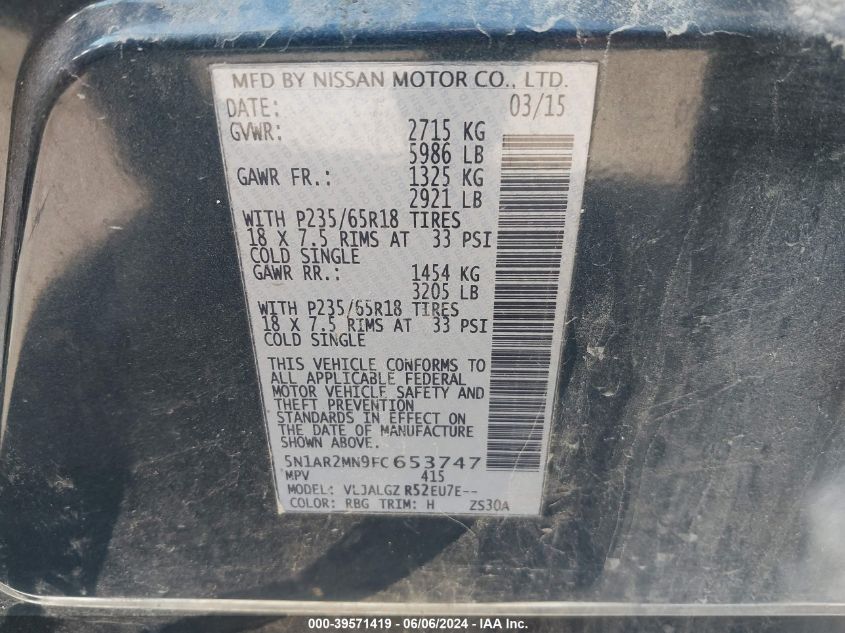 MFD BY NISSAN MOTOR CO., LTD.
DATE: 03/15
GVWR: 2715 KG
5986 LB
GAWR FR.: 1325 KG
2921 LB
WITH P235/65R18 TIRES
18 X 7.5 RIMS AT 33 PSI
COLD SINGLE
GAWR RR.: 1454 KG
3205 LB
WITH P235/65R18 TIRES
18 X 7.5 RIMS AT 33 PSI
COLD SINGLE
THIS VEHICLE CONFORMS TO
ALL APPLICABLE FEDERAL
MOTOR VEHICLE SAFETY AND
THEFT PREVENTION
STANDARDS IN EFFECT ON
THE DATE OF MANUFACTURE
SHOWN ABOVE.
5N1AR2MN9FC653747
MPV 415
MODEL: VLJALGZ R52EU7E--
COLOR: RBG TRIM: H ZS30A
000-39571419 - 06/06/2024 - IAA Inc.